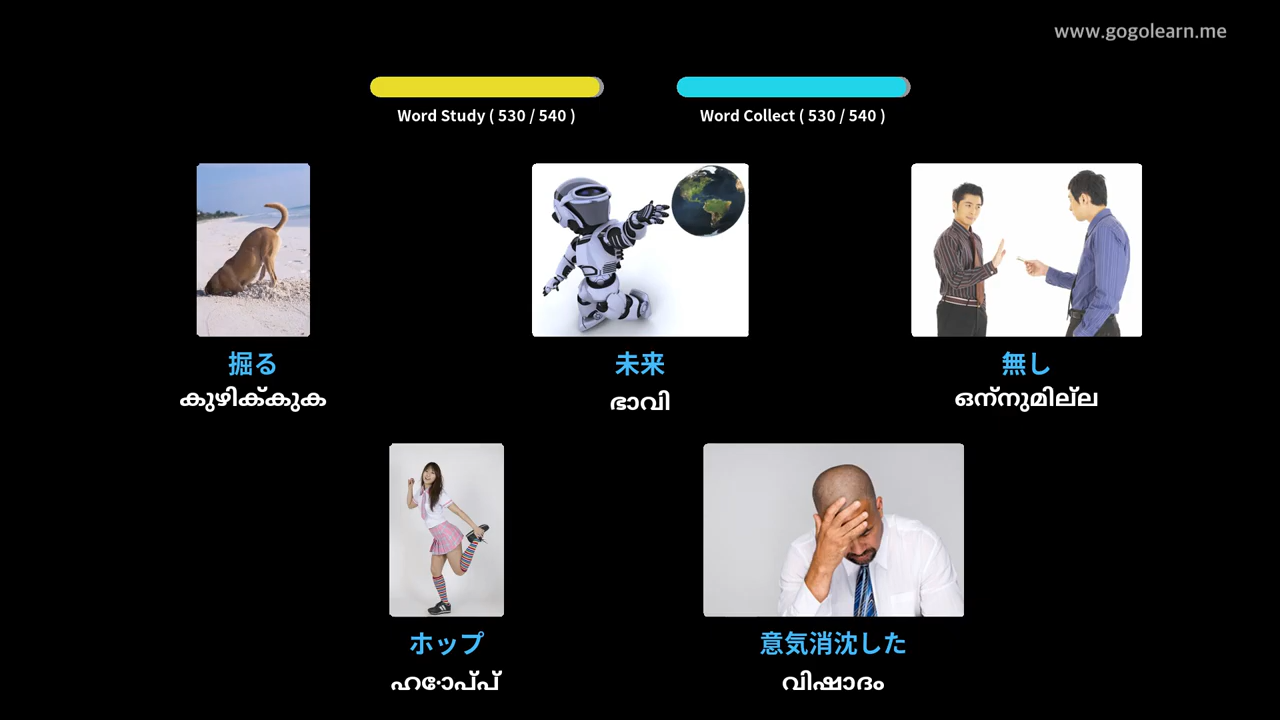 www.gogolearn.me
Word Study ( 530 / 540 )
Word Collect ( 530 / 540 )
掘る
കുഴിക്കുക
未来
ഭാവി
無し
ഒന്നുമില്ല
ホップ
ഹോപ്പ്
意気消沈した
വിഷാദം